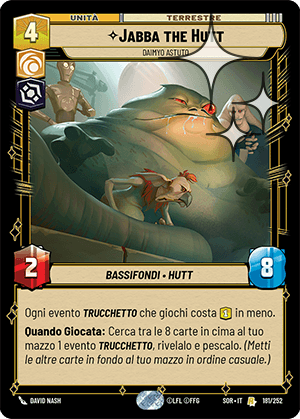 UNITÀ
TERRESTRE
4
✧JABBA THE HUTT
DAIMYO ASTUTO
2
BASSIFONDI • HUTT
8
Ogni evento TRUCCHETTO che giochi costa 1 in meno.
Quando Giocata: Cerca tra le 8 carte in cima al tuo
mazzo 1 evento TRUCCHETTO, rivelalo e pescalo. (Metti
le altre carte in fondo al tuo mazzo in ordine casuale.)
DAVID NASH
©LFL ©FFG
SOR • IT
R
181/252